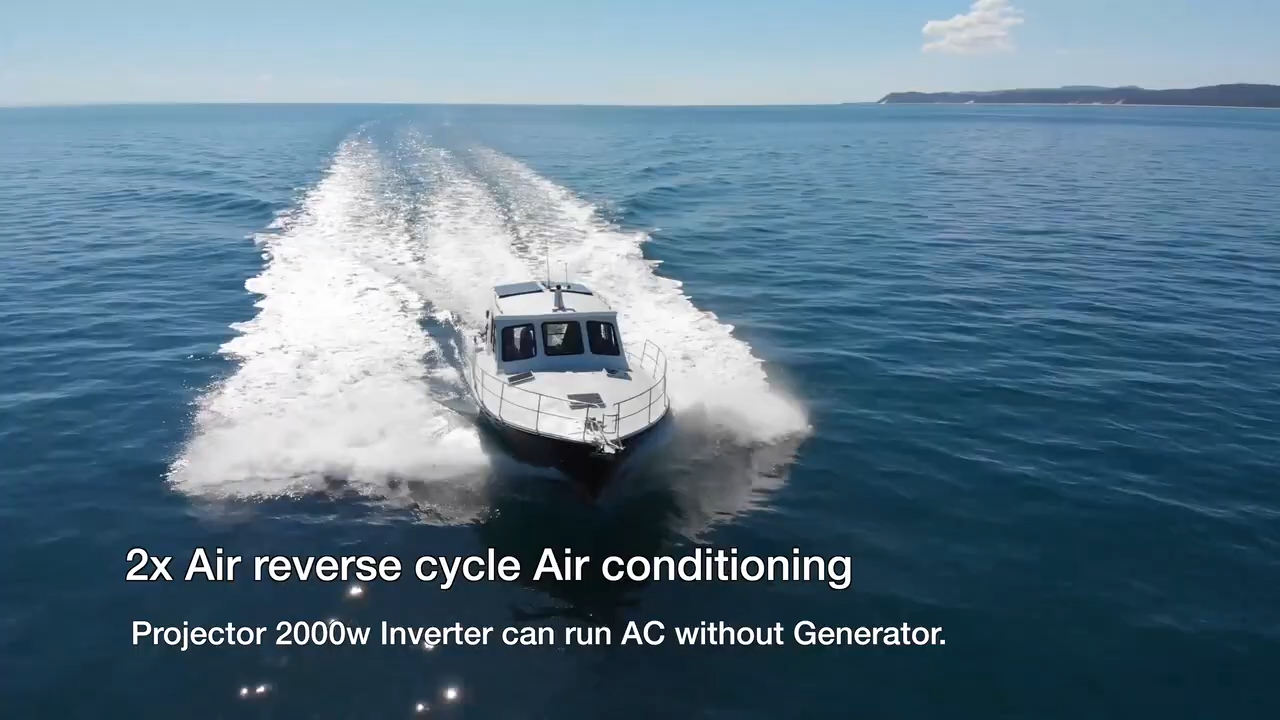 2x Air reverse cycle Air conditioning
Projector 2000w Inverter can run AC without Generator.